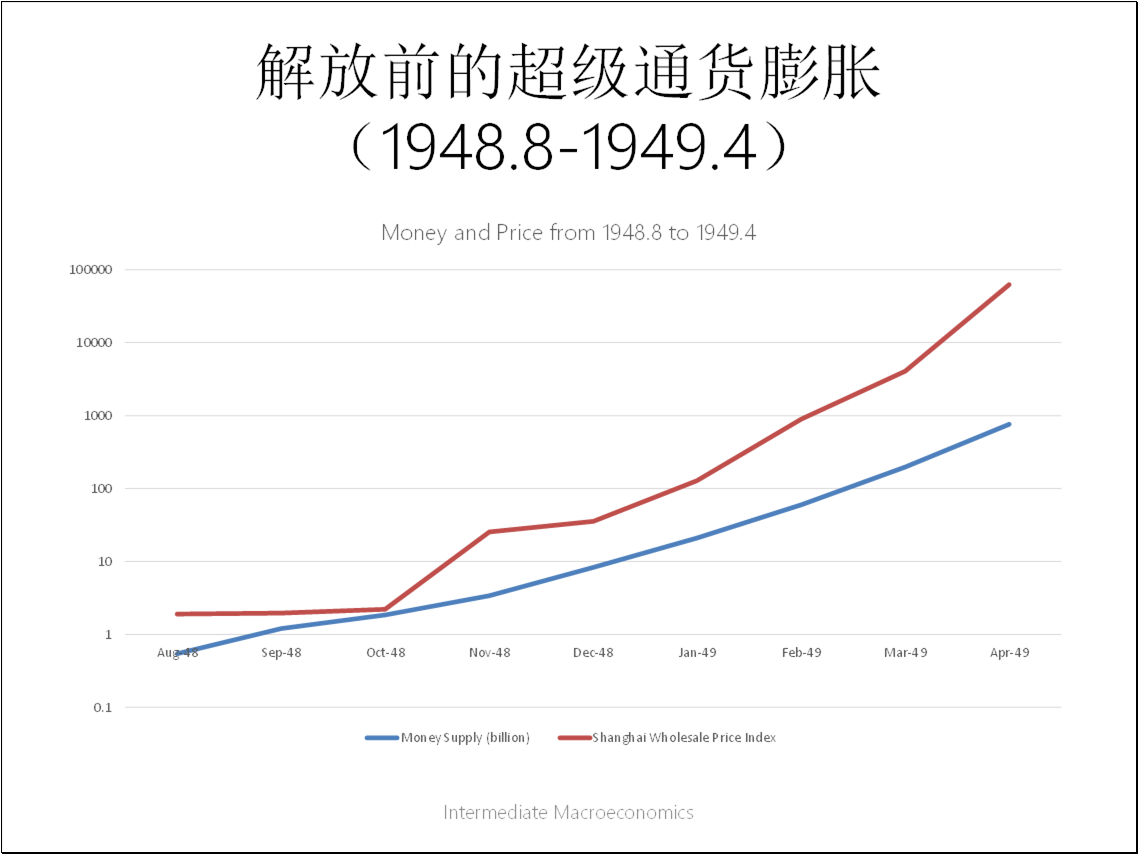 解放前的超级通货膨胀
（1948.8-1949.4）
Money and Price from 1948.8 to 1949.4
100000
10000
1000
100
10
1
Aug-48 Sep-48 Oct-48 Nov-48 Dec-48 Jan-49 Feb-49 Mar-49 Apr-49
0.1
Money Supply (billion) Shanghai Wholesale Price Index
Intermediate Macroeconomics